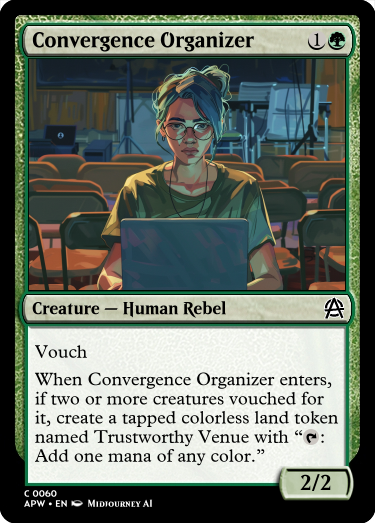 Convergence Organizer 1
Creature — Human Rebel
Vouch
When Convergence Organizer enters,
if two or more creatures vouched for
it, create a tapped colorless land token
named Trustworthy Venue with “:
Add one mana of any color.”
2/2
C 0060
APW • EN Midjourney AI